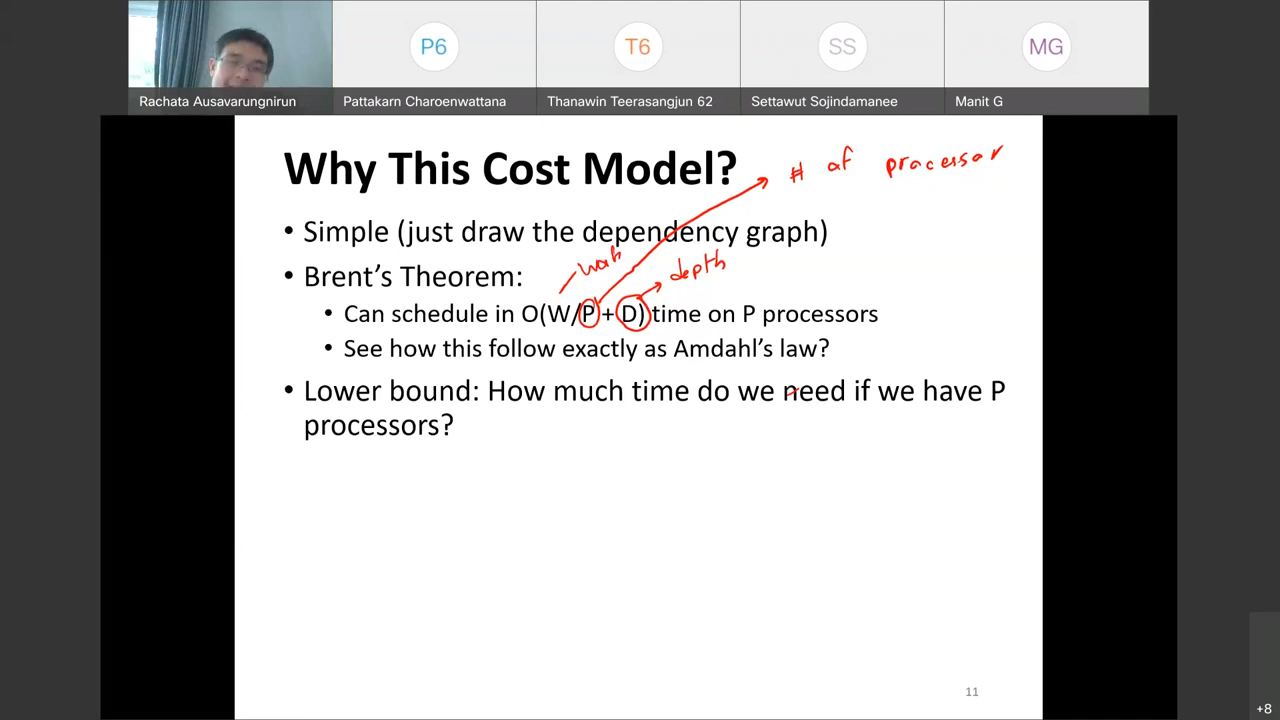 P6
T6
SS
MG
Rachata Ausavarungnirun
Pattakarn Charoenwattana
Thanawin Teerasangjun 62
Settawut Sojindamanee
Manit G
Why This Cost Model?
# of processor
• Simple (just draw the dependency graph)
• Brent's Theorem:
work
depth
• Can schedule in O(W/P + D) time on P processors
• See how this follow exactly as Amdahl's law?
• Lower bound: How much time do we need if we have P
processors?
11
+8